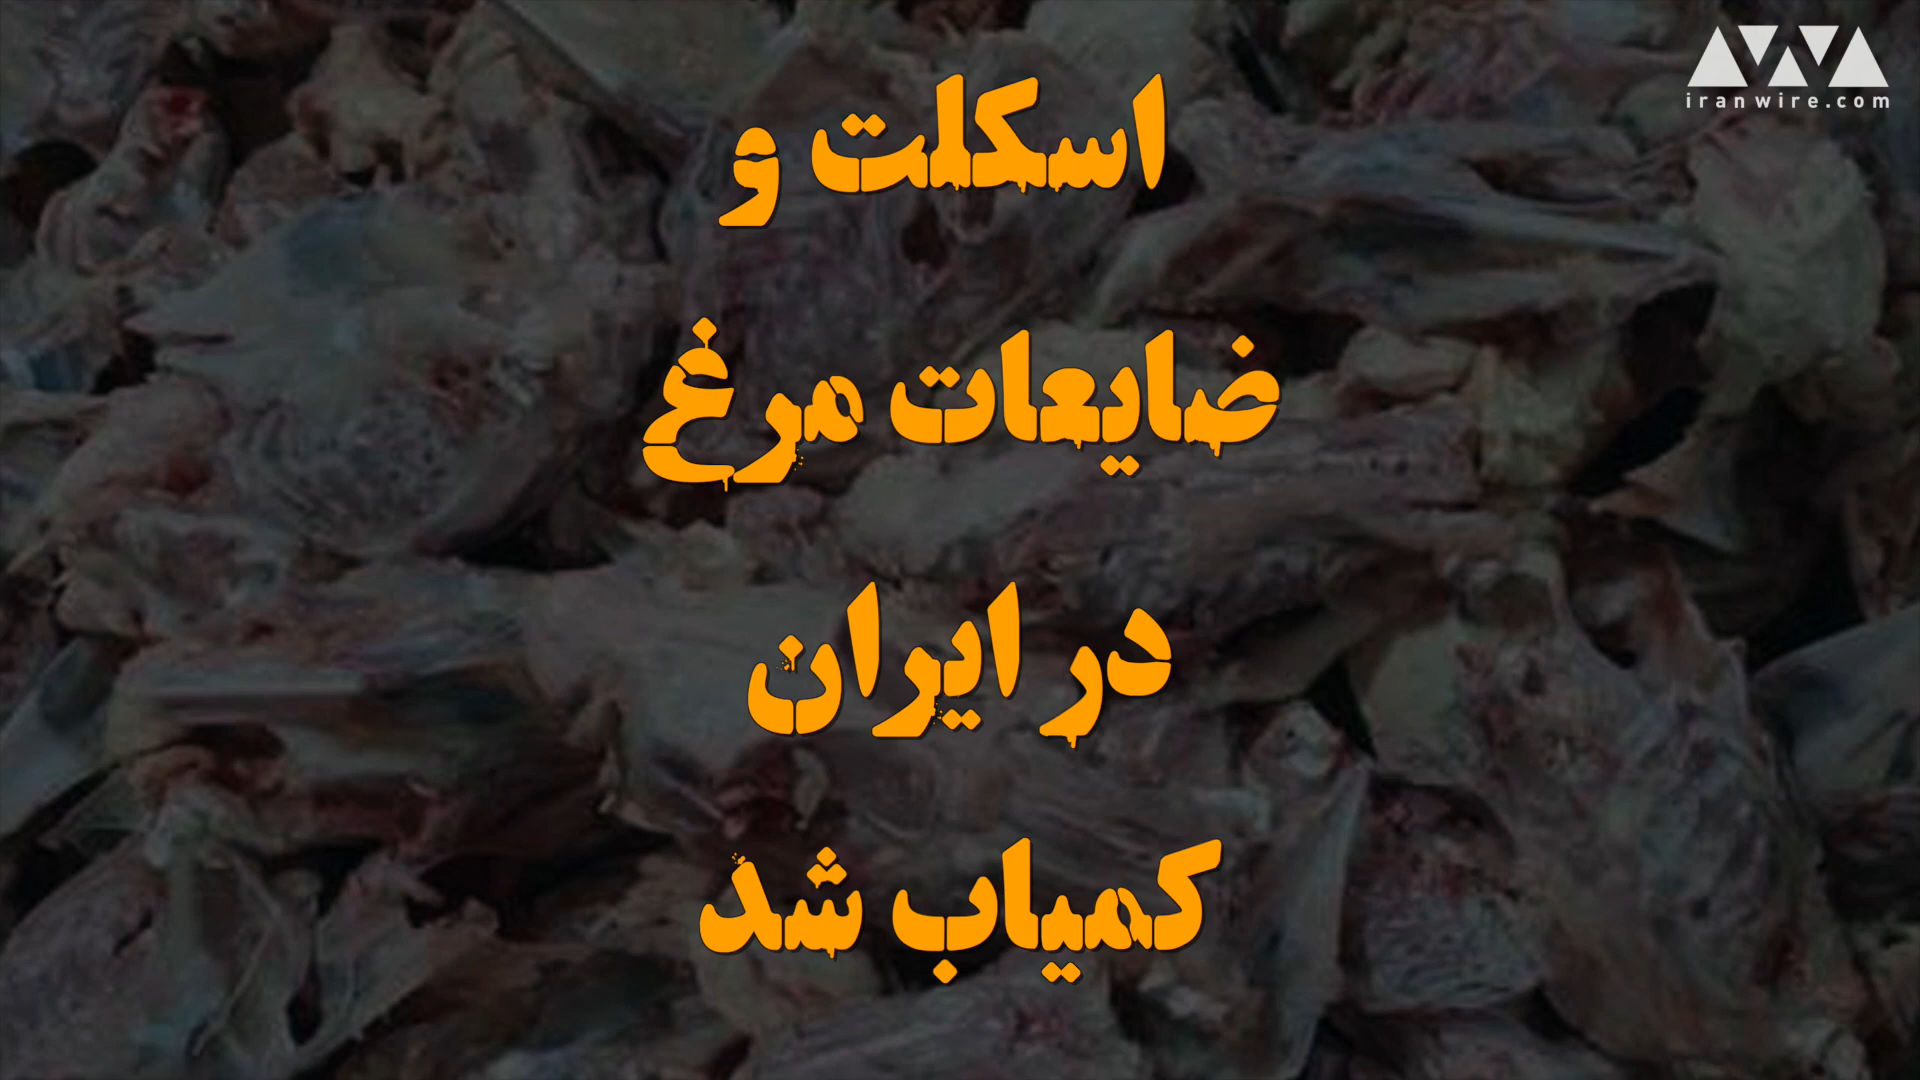 iranwire.com
اسکلت و
ضایعات مرغ
در ایران
کمیاب شد